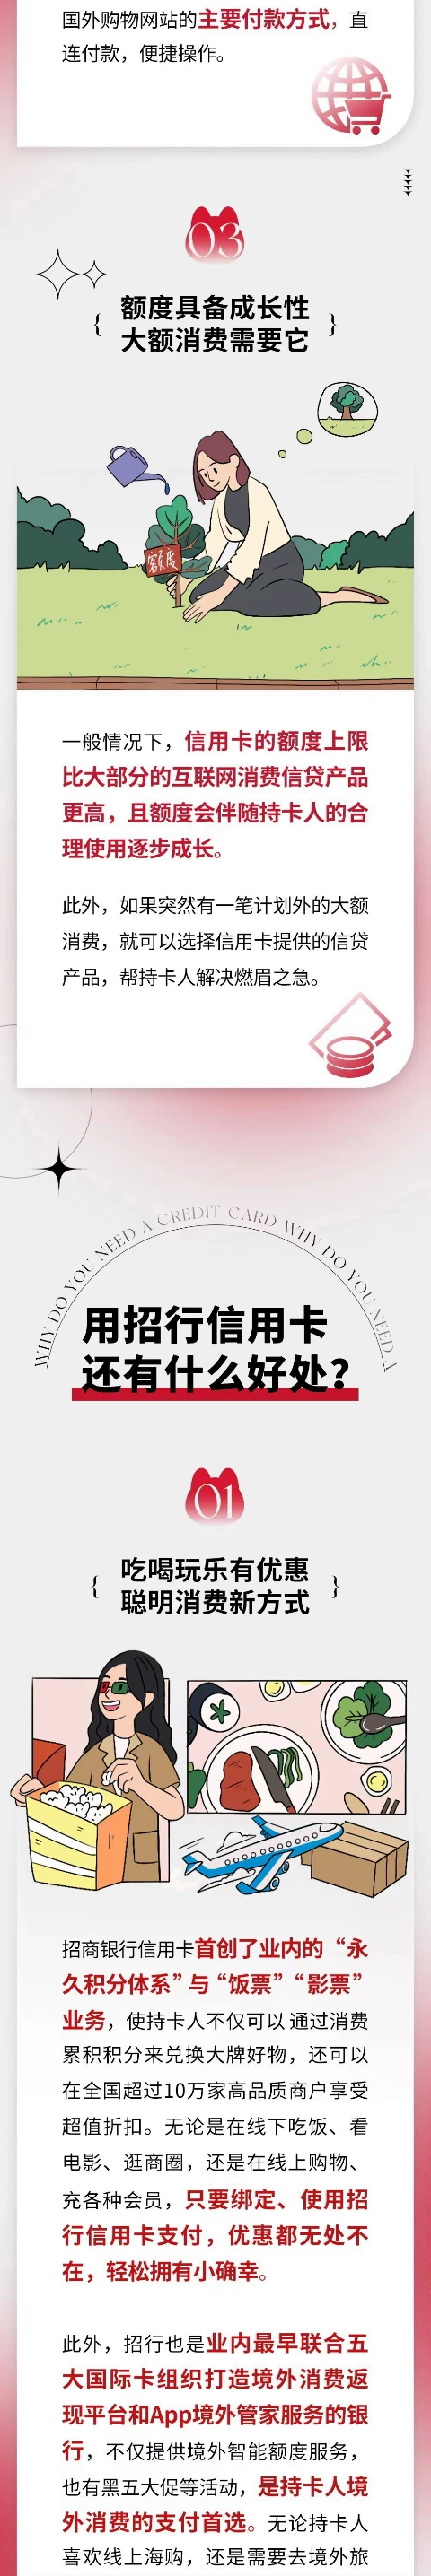 国外购物网站的主要付款方式，直
连付款，便捷操作。
03
额度具备成长性
大额消费需要它
额度
一般情况下，信用卡的额度上限
比大部分的互联网消费信贷产品
更高，且额度会伴随持卡人的合
理使用逐步成长。
此外，如果突然有一笔计划外的大额
消费，就可以选择信用卡提供的信贷
产品，帮持卡人解决燃眉之急。
WHY DO YOU NEED A CREDIT CARD WHY DO YOU NEED A
用招行信用卡
还有什么好处？
01
吃喝玩乐有优惠
聪明消费新方式
招商银行信用卡首创了业内的“永
久积分体系”与“饭票”“影票”
业务，使持卡人不仅可以 通过消费
累积积分来兑换大牌好物，还可以
在全国超过10万家高品质商户享受
超值折扣。无论是在线下吃饭、看
电影、逛商圈，还是在线上购物、
充各种会员，只要绑定、使用招
行信用卡支付，优惠都无处不
在，轻松拥有小确幸。
此外，招行也是业内最早联合五
大国际卡组织打造境外消费返
现平台和App境外管家服务的银
行，不仅提供境外智能额度服务，
也有黑五大促等活动，是持卡人境
外消费的支付首选。无论持卡人
喜欢线上海购，还是需要去境外旅